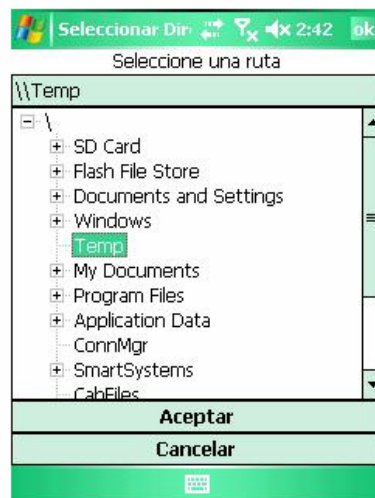 Seleccionar Dir 2:42 ok
Seleccione una ruta
\\Temp
\
SD Card
Flash File Store
Documents and Settings
Windows
Temp
My Documents
Program Files
Application Data
ConnMgr
SmartSystems
CabFiles
Aceptar
Cancelar